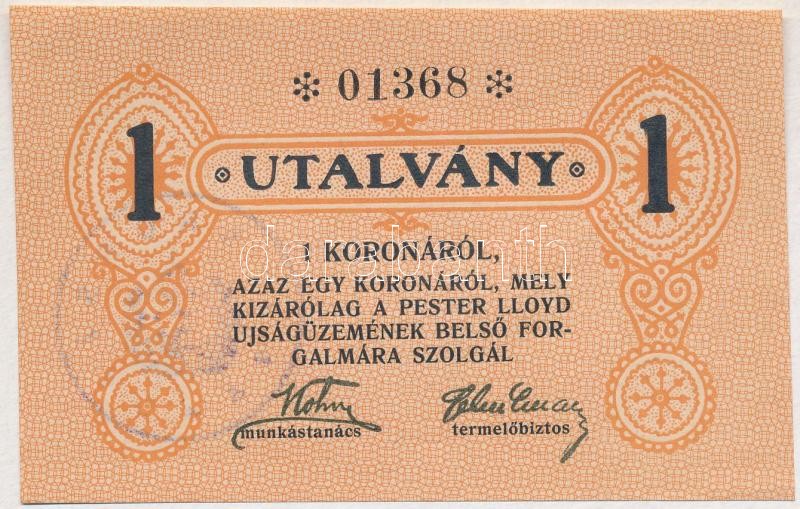 * 01368 *
1 UTALVÁNY 1
1 KORONÁRÓL,
AZAZ EGY KORONÁRÓL, MELY
KIZÁRÓLAG A PESTER LLOYD
UJSÁGÜZEMÉNEK BELSŐ FOR-
GALMÁRA SZOLGÁL
munkástanács termelőbiztos
darabanth